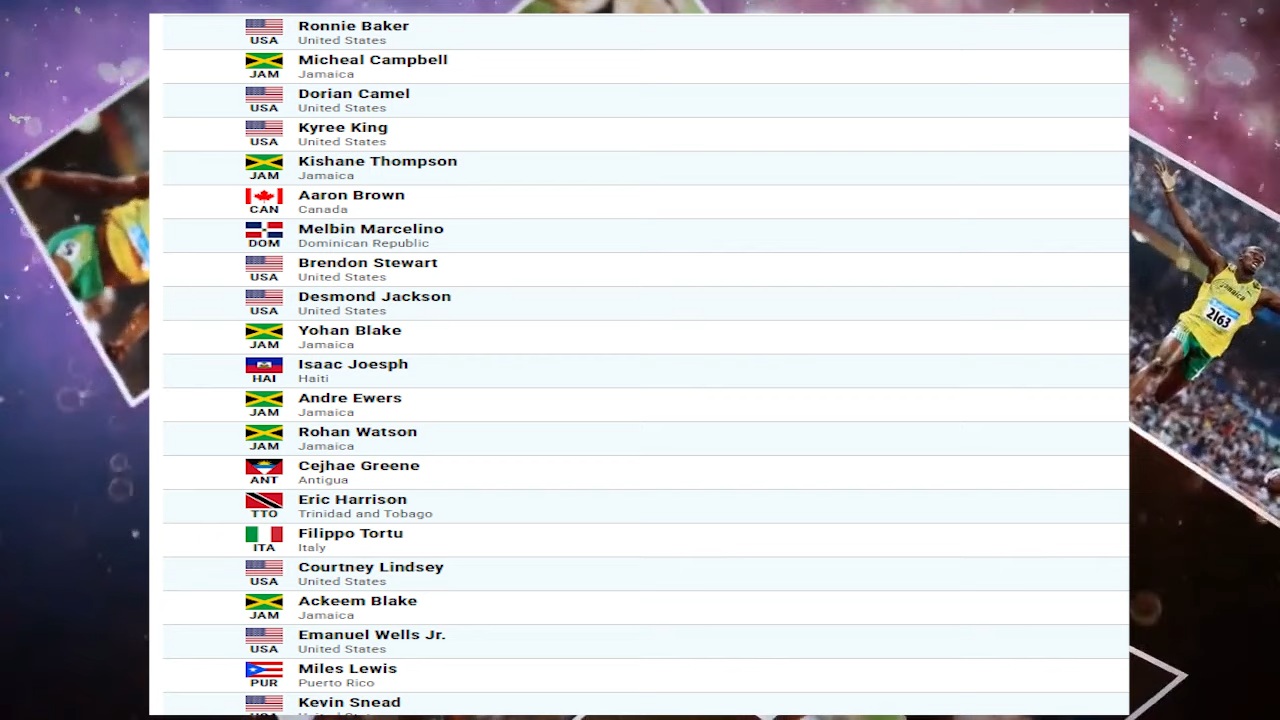 Ronnie Baker
USA United States
Micheal Campbell
JAM Jamaica
Dorian Camel
USA United States
Kyree King
USA United States
Kishane Thompson
JAM Jamaica
Aaron Brown
CAN Canada
Melbin Marcelino
DOM Dominican Republic
Brendon Stewart
USA United States
Desmond Jackson
USA United States
Yohan Blake
JAM Jamaica
Isaac Joesph
HAI Haiti
Andre Ewers
JAM Jamaica
Rohan Watson
JAM Jamaica
Cejhae Greene
ANT Antigua
Eric Harrison
TTO Trinidad and Tobago
Filippo Tortu
ITA Italy
Courtney Lindsey
USA United States
Ackeem Blake
JAM Jamaica
Emanuel Wells Jr.
USA United States
Miles Lewis
PUR Puerto Rico
Kevin Snead
Jamaica
2163